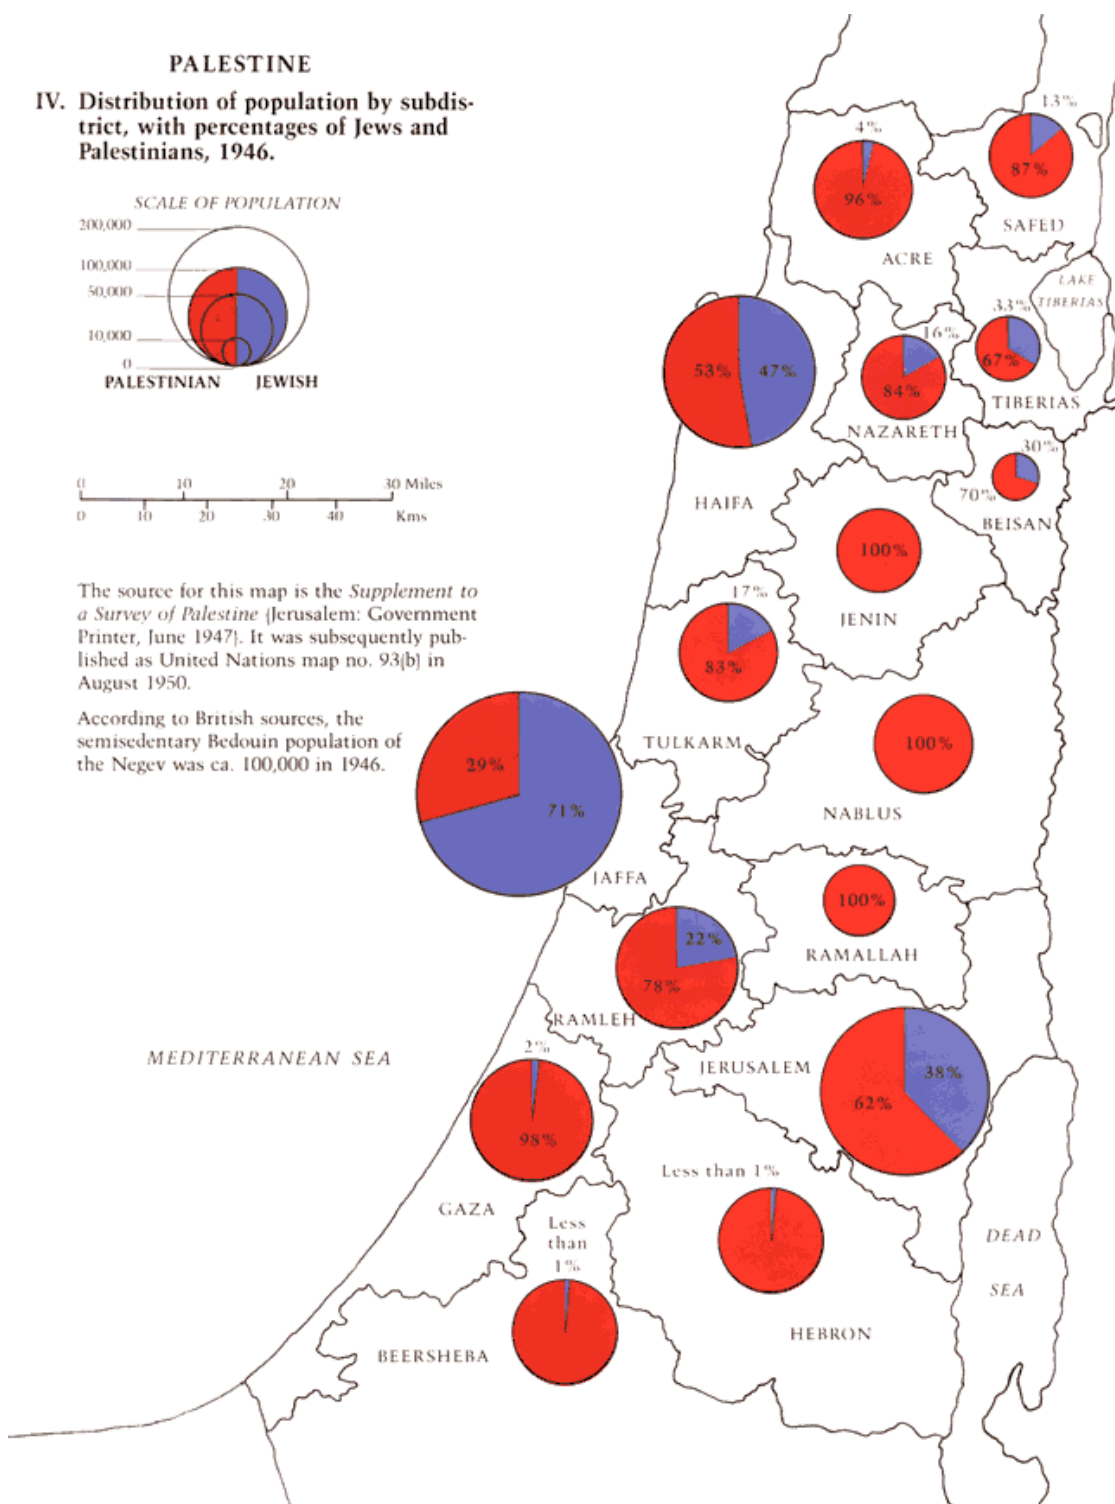 PALESTINE
IV. Distribution of population by subdis-
trict, with percentages of Jews and
Palestinians, 1946.
SCALE OF POPULATION
200,000
100,000
50,000
10,000
0
PALESTINIAN JEWISH
0 10 20 30 Miles
0 10 20 30 40 Kms
The source for this map is the Supplement to
a Survey of Palestine (Jerusalem: Government
Printer, June 1947). It was subsequently pub-
lished as United Nations map no. 93(b) in
August 1950.
According to British sources, the
semisedentary Bedouin population of
the Negev was ca. 100,000 in 1946.
13%
87%
SAFED
4%
96%
ACRE
LAKE
TIBERIAS
33%
67%
TIBERIAS
16%
84%
NAZARETH
53% 47%
HAIFA
30%
70%
BEISAN
100%
JENIN
17%
83%
TULKARM
100%
NABLUS
29%
71%
JAFFA
100%
RAMALLAH
22%
78%
RAMLEH
MEDITERRANEAN SEA
JERUSALEM
38%
62%
2%
98%
GAZA
Less than 1%
HEBRON
Less
than
1%
BEERSHEBA
DEAD
SEA